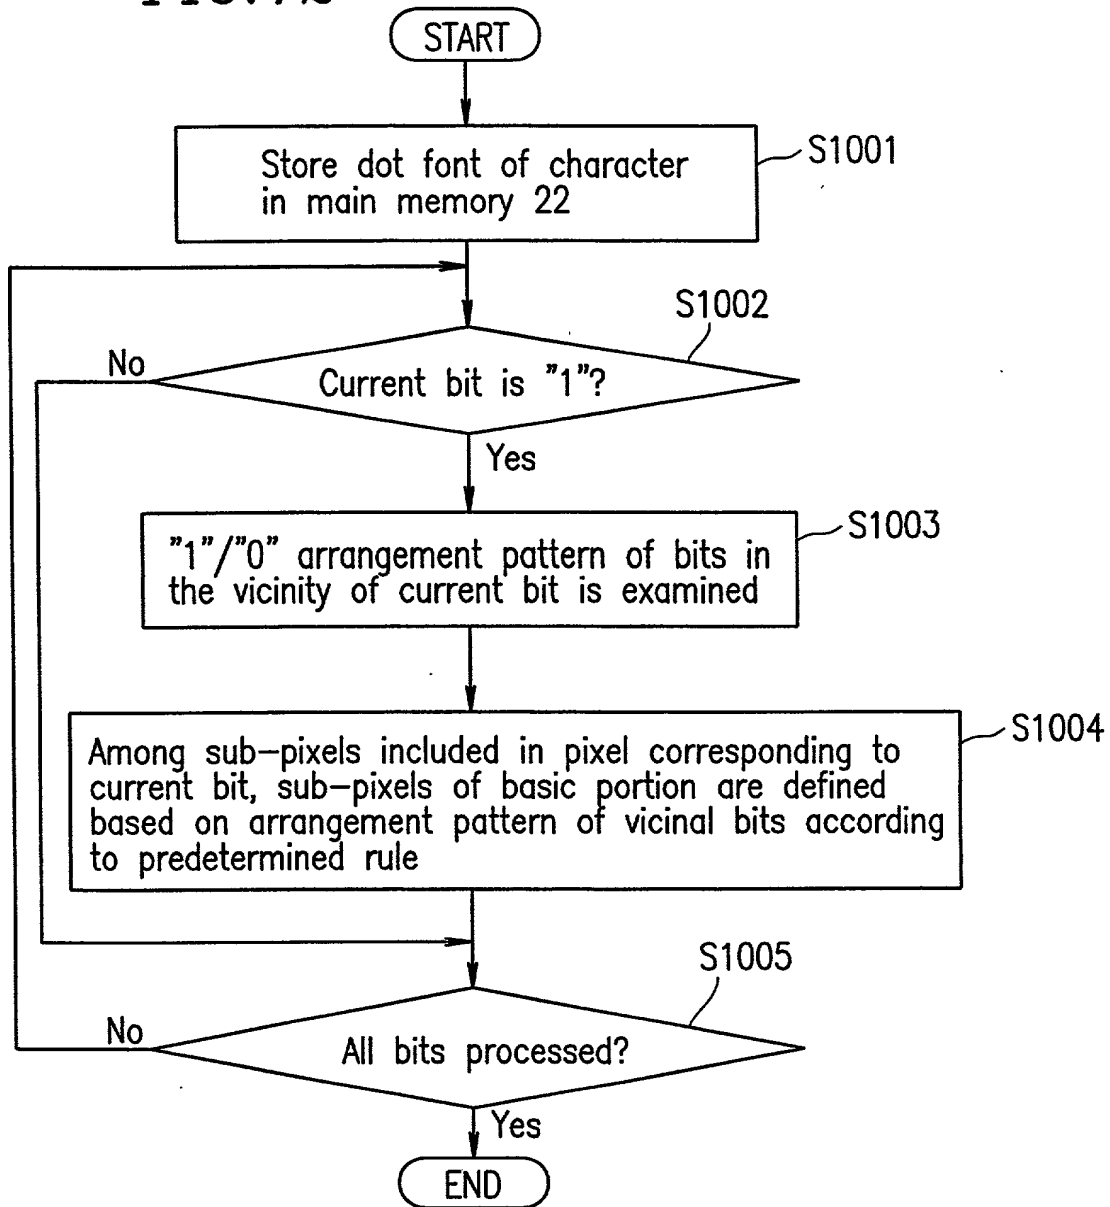 START
Store dot font of character
in main memory 22
S1001
S1002
No
Current bit is "1"?
Yes
S1003
"1"/"0" arrangement pattern of bits in
the vicinity of current bit is examined
S1004
Among sub-pixels included in pixel corresponding to
current bit, sub-pixels of basic portion are defined
based on arrangement pattern of vicinal bits according
to predetermined rule
S1005
No
All bits processed?
Yes
END